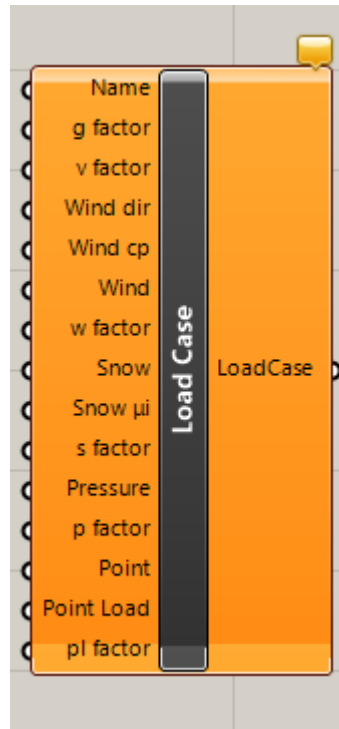 Name
g factor
v factor
Wind dir
Wind cp
Wind
w factor
Snow
Snow µi
s factor
Pressure
p factor
Point
Point Load
pl factor
Load Case
LoadCase